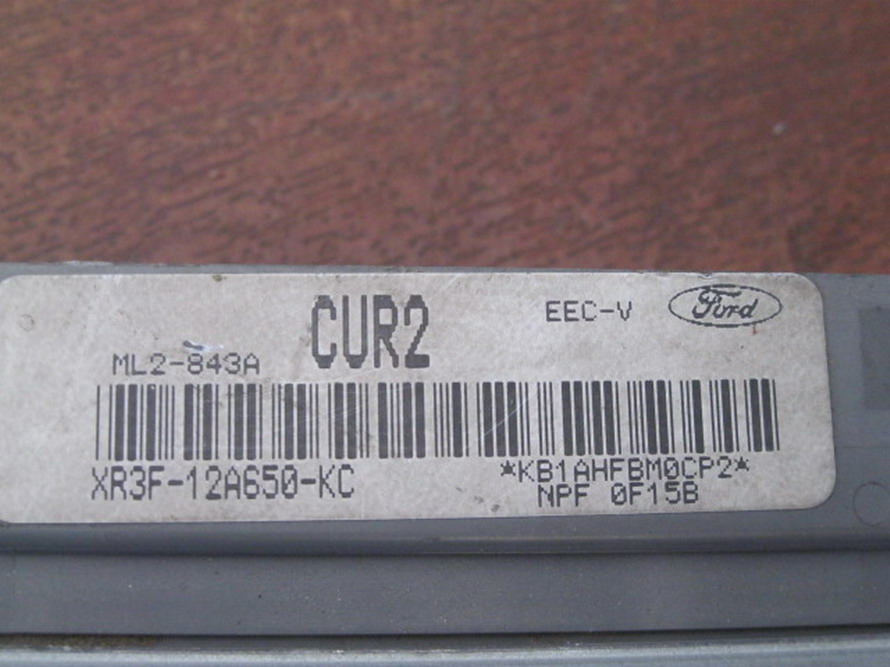 CUR2
EEC-V
Ford
ML2-843A
XR3F-12A650-KC
*KB1AHFBM0CP2*
NPF 0F15B